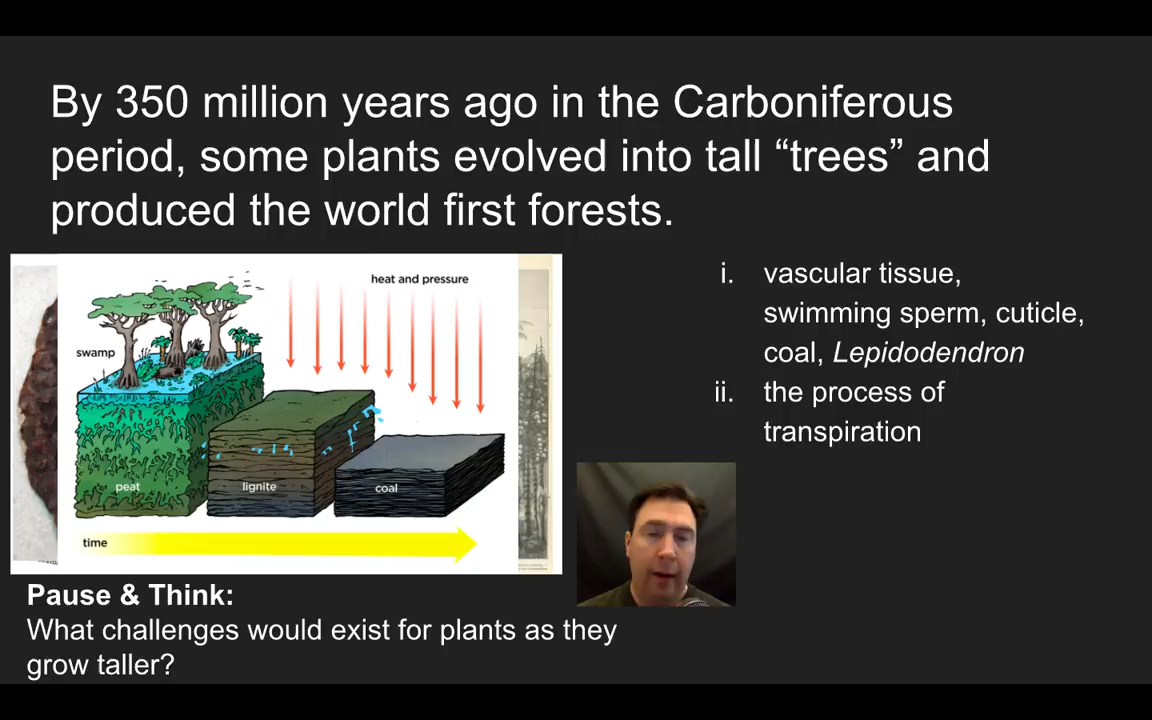 By 350 million years ago in the Carboniferous
period, some plants evolved into tall “trees” and
produced the world first forests.
heat and pressure
swamp
peat
lignite
coal
time
i. vascular tissue,
swimming sperm, cuticle,
coal, Lepidodendron
ii. the process of
transpiration
Pause & Think:
What challenges would exist for plants as they
grow taller?